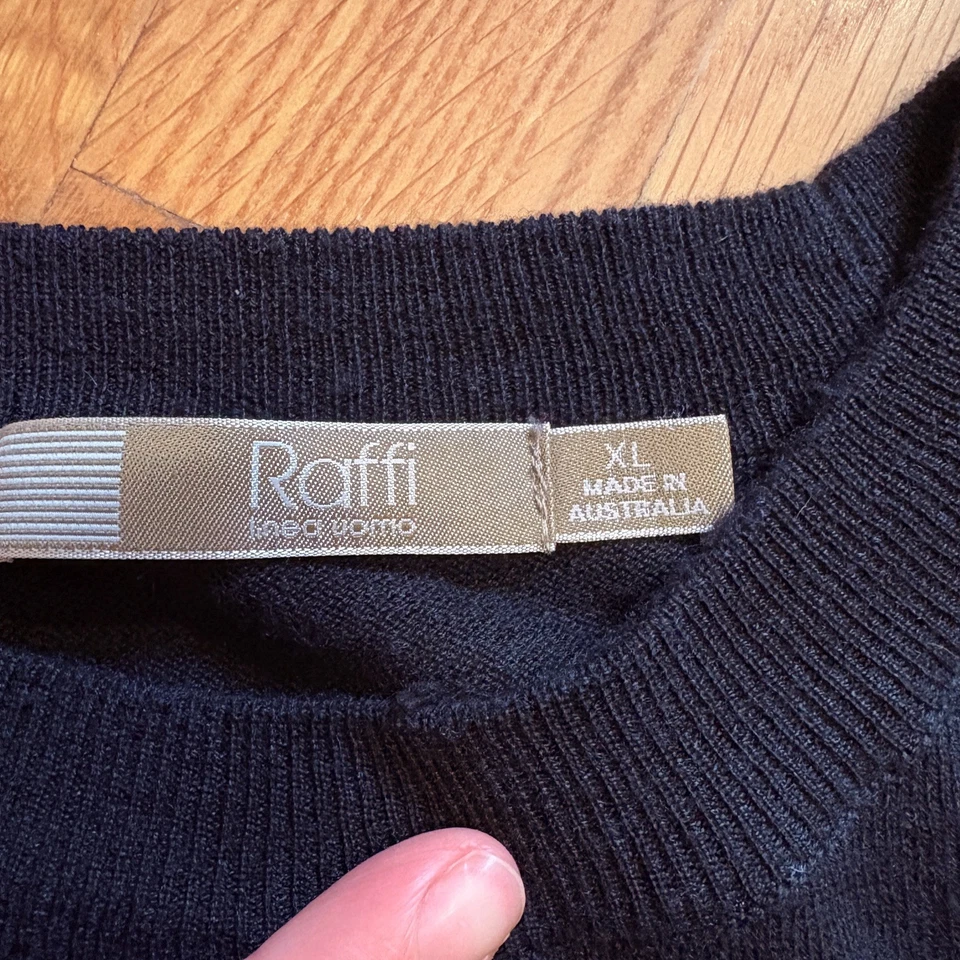 Raffi
linea uomo
XL
MADE IN
AUSTRALIA